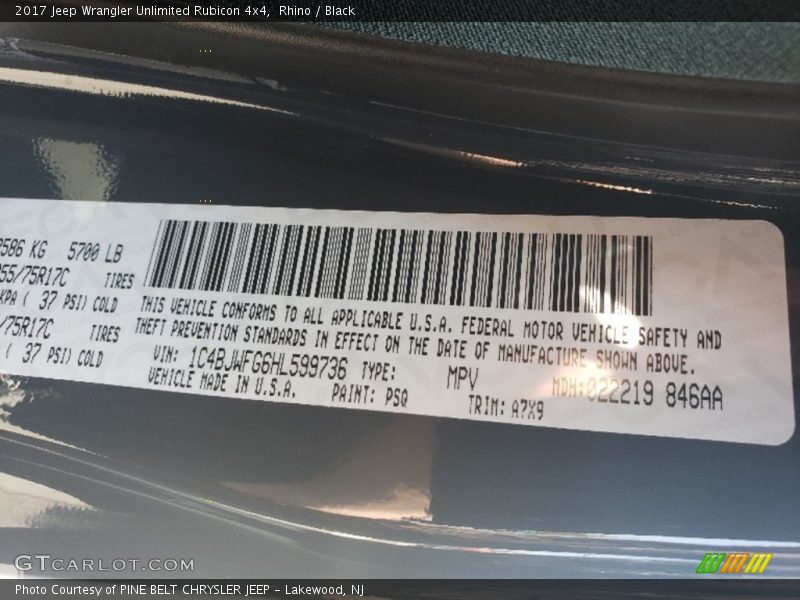 2017 Jeep Wrangler Unlimited Rubicon 4x4, Rhino / Black
2586 KG 5700 LB
255/75R17C TIRES
KPA ( 37 PSI) COLD
/75R17C TIRES
( 37 PSI) COLD
THIS VEHICLE CONFORMS TO ALL APPLICABLE U.S.A. FEDERAL MOTOR VEHICLE SAFETY AND
THEFT PREVENTION STANDARDS IN EFFECT ON THE DATE OF MANUFACTURE SHOWN ABOVE.
VIN: 1C4BJWFG6HL599736 TYPE: MPV MDH:022219 846AA
VEHICLE MADE IN U.S.A. PAINT: PSQ TRIM: A7X9
GTCARLOT.COM
Photo Courtesy of PINE BELT CHRYSLER JEEP - Lakewood, NJ